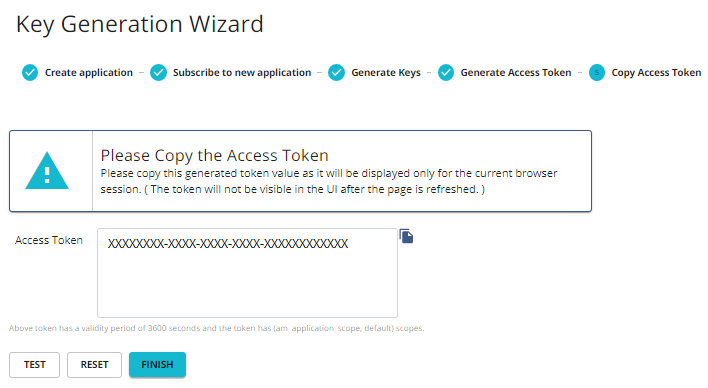 Key Generation Wizard
Create application – Subscribe to new application – Generate Keys – Generate Access Token – 5 Copy Access Token
Please Copy the Access Token
Please copy this generated token value as it will be displayed only for the current browser
session. ( The token will not be visible in the UI after the page is refreshed. )
Access Token XXXXXXXX-XXXX-XXXX-XXXX-XXXXXXXXXXXX
Above token has a validity period of 3600 seconds and the token has (am_application_scope, default) scopes.
TEST RESET FINISH